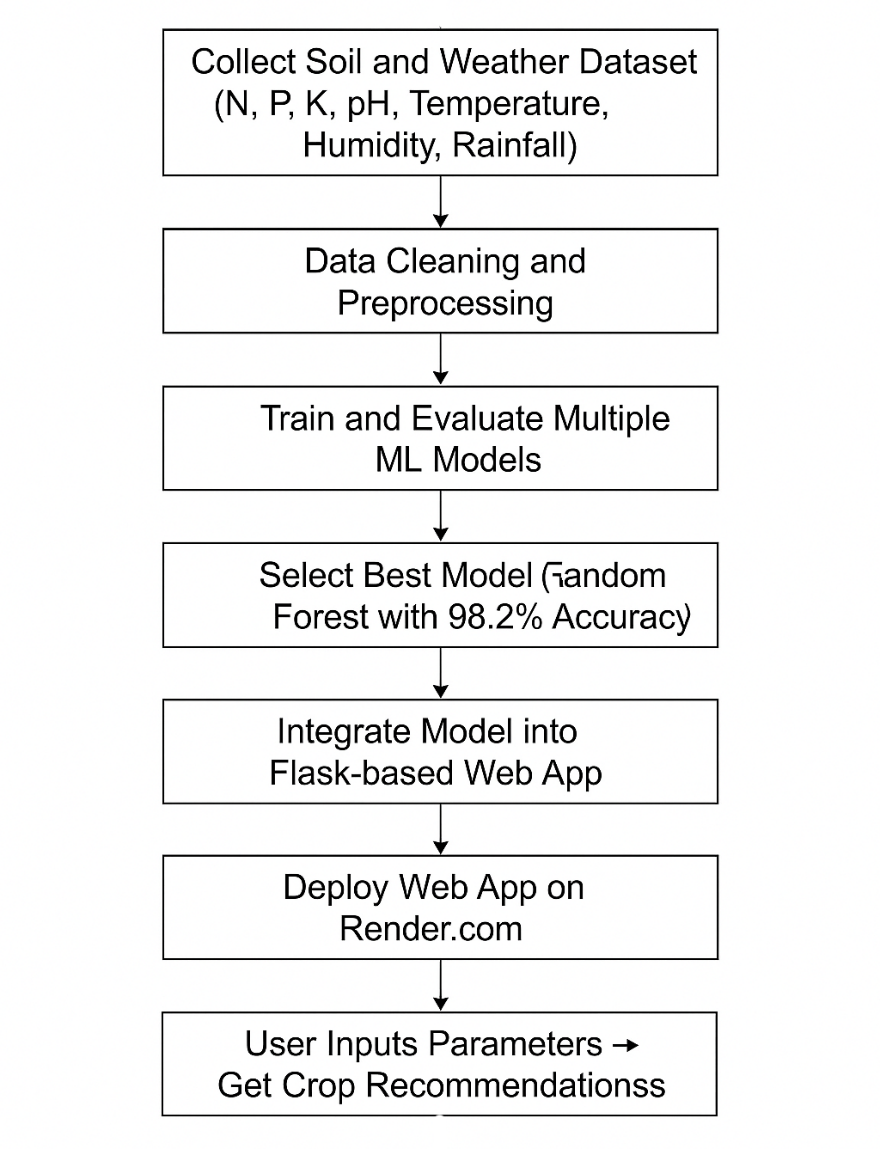 Collect Soil and Weather Dataset
(N, P, K, pH, Temperature,
Humidity, Rainfall)
Data Cleaning and
Preprocessing
Train and Evaluate Multiple
ML Models
Select Best Model (
Forest with 98.2% Accuracy)
Integrate Model into
Flask-based Web App
Deploy Web App on
Render.com
User Inputs Parameters →
Get Crop Recommendationss